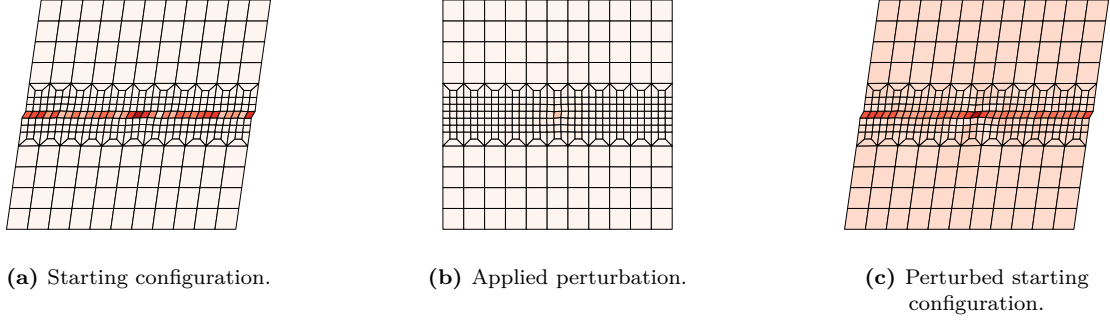 (a) Starting configuration.
(b) Applied perturbation.
(c) Perturbed starting
configuration.